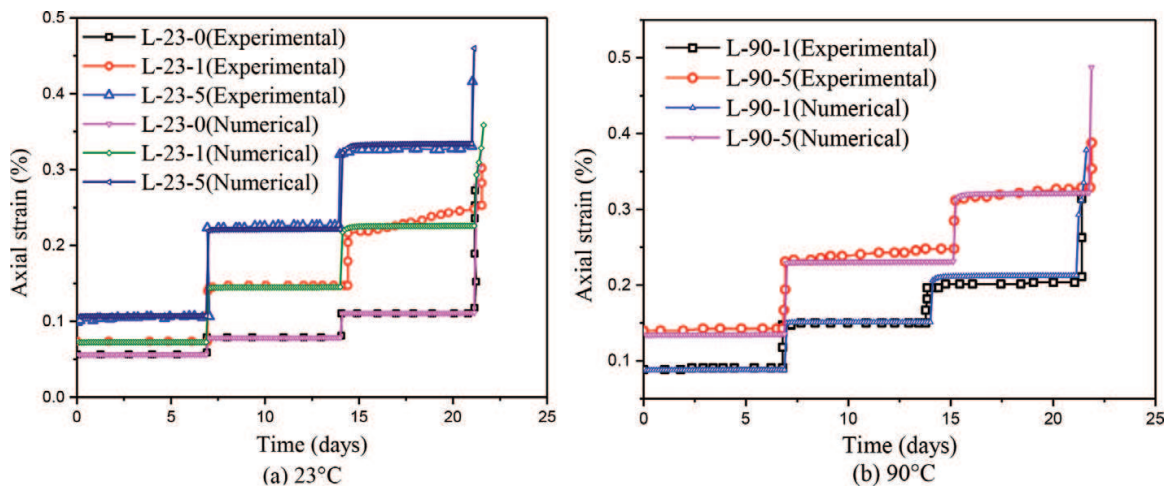 0.5
0.4
0.3
0.2
0.1
0.0
Axial strain (%)
L-23-0(Experimental)
L-23-1(Experimental)
L-23-5(Experimental)
L-23-0(Numerical)
L-23-1(Numerical)
L-23-5(Numerical)
0 5 10 15 20 25
Time (days)
(a) 23°C
0.5
0.4
0.3
0.2
0.1
Axial strain (%)
L-90-1(Experimental)
L-90-5(Experimental)
L-90-1(Numerical)
L-90-5(Numerical)
0 5 10 15 20 25
Time (days)
(b) 90°C